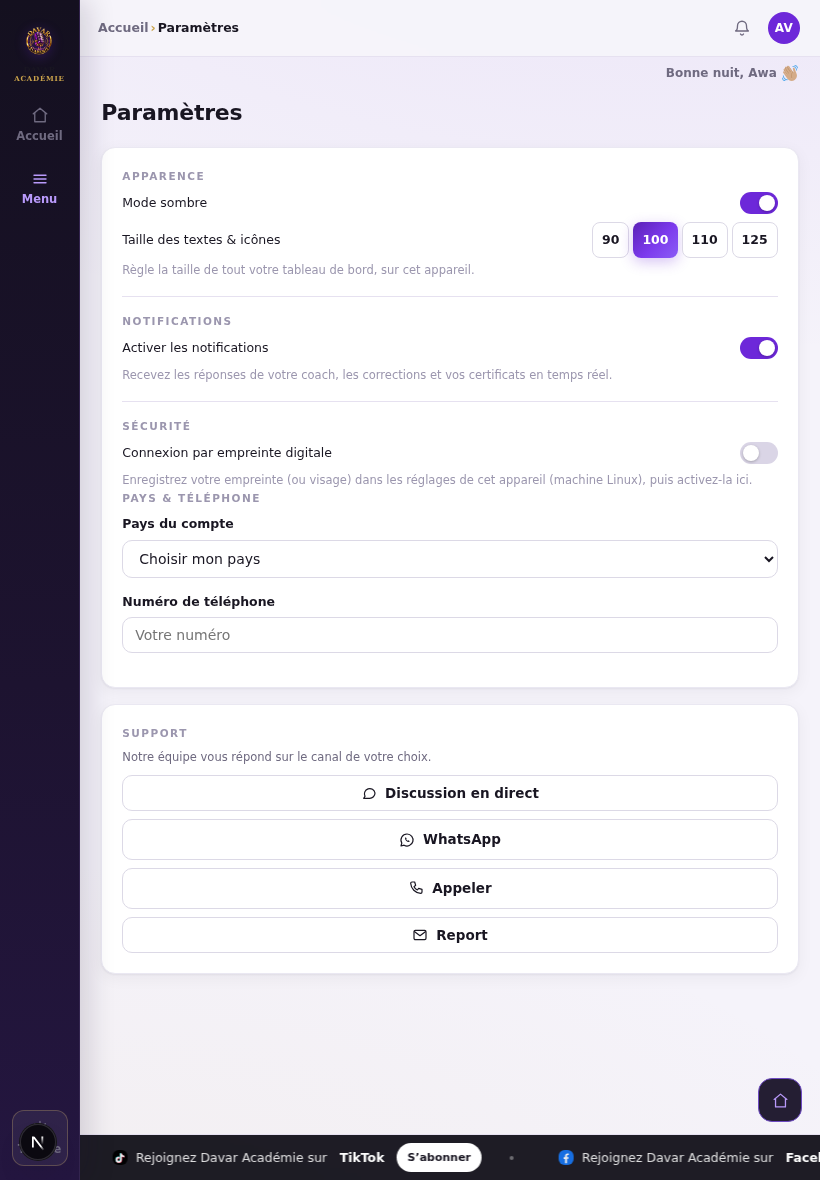 ACADÉMIE
Accueil
Menu
Accueil › Paramètres
AV
Bonne nuit, Awa 👋🏽
Paramètres
APPARENCE
Mode sombre
Taille des textes & icônes
90 100 110 125
Règle la taille de tout votre tableau de bord, sur cet appareil.
NOTIFICATIONS
Activer les notifications
Recevez les réponses de votre coach, les corrections et vos certificats en temps réel.
SÉCURITÉ
Connexion par empreinte digitale
Enregistrez votre empreinte (ou visage) dans les réglages de cet appareil (machine Linux), puis activez-la ici.
PAYS & TÉLÉPHONE
Pays du compte
Choisir mon pays
Numéro de téléphone
Votre numéro
SUPPORT
Notre équipe vous répond sur le canal de votre choix.
Discussion en direct
WhatsApp
Appeler
Report
N
Rejoignez Davar Académie sur TikTok S’abonner • Rejoignez Davar Académie sur